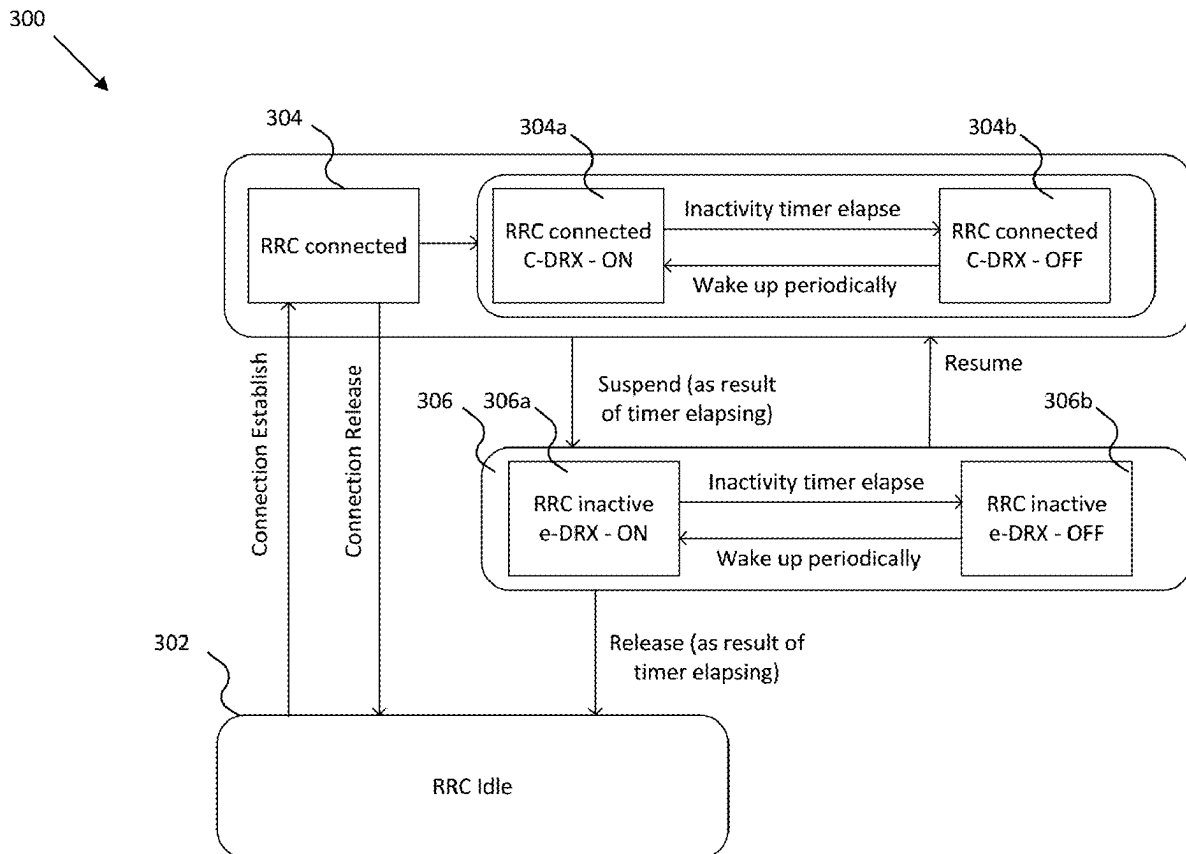 300
304
304a
304b
RRC connected
RRC connected
C-DRX - ON
Inactivity timer elapse
Wake up periodically
RRC connected
C-DRX - OFF
Connection Establish
Connection Release
Suspend (as result
of timer elapsing)
Resume
306
306a
306b
RRC inactive
e-DRX - ON
Inactivity timer elapse
Wake up periodically
RRC inactive
e-DRX - OFF
302
Release (as result of
timer elapsing)
RRC Idle